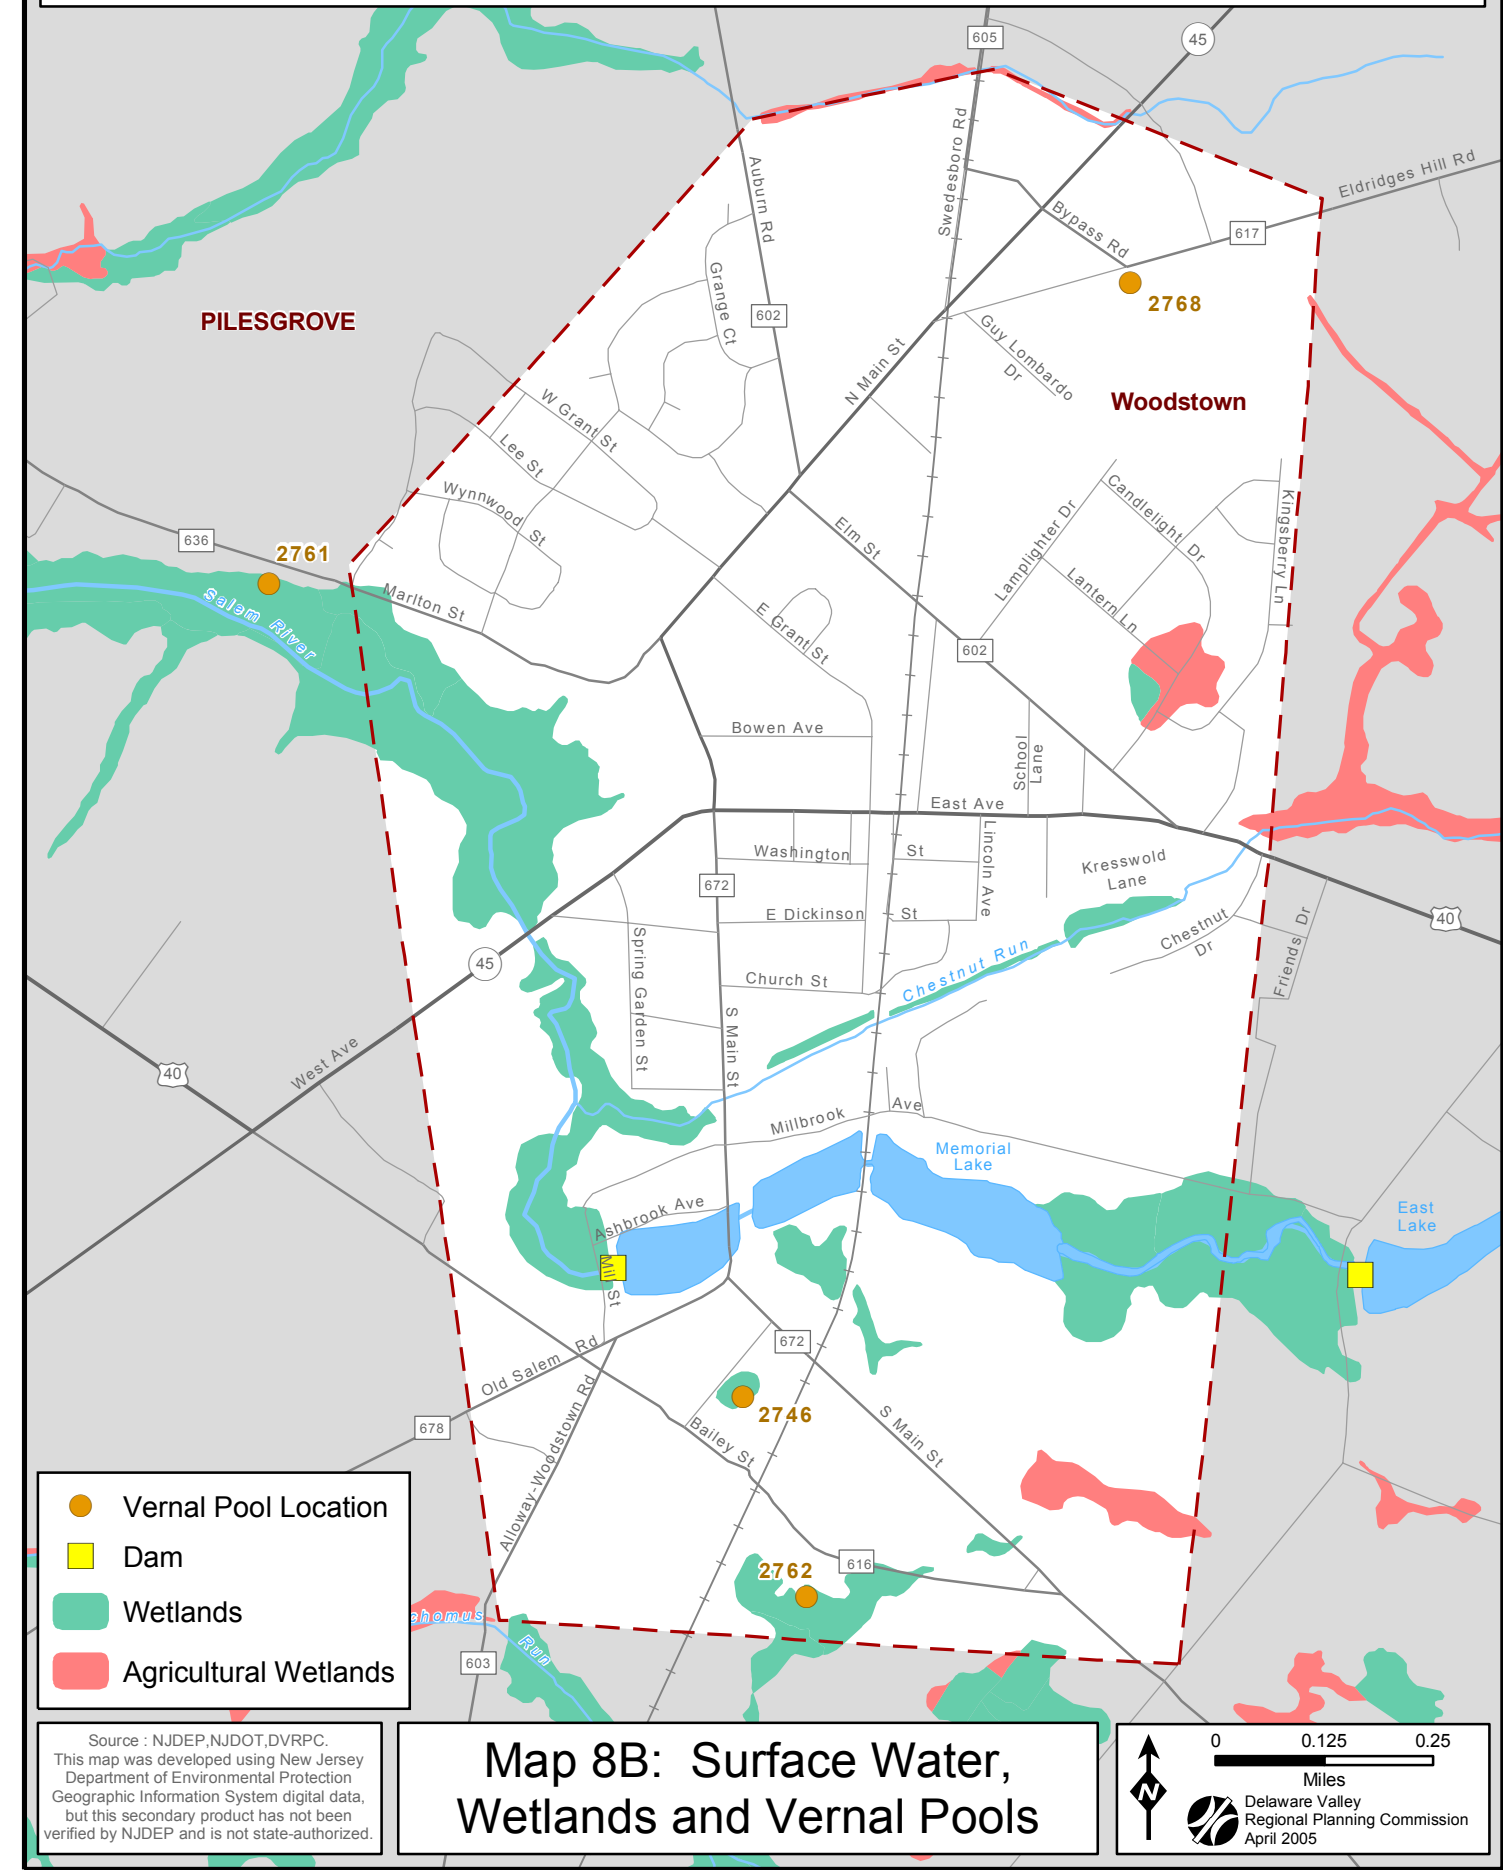 605
45
Auburn Rd
Swedesboro Rd
Eldridges Hill Rd
Bypass Rd
617
2768
PILESGROVE
Grange Ct
602
Guy Lombardo
Dr
N Main St
Woodstown
W Grant St
Lee St
Wynnwood St
Elm St
Lamplighter Dr
Candlelight Dr
Kingsberry Ln
636
2761
Salem River
Marlton St
E Grant St
Lantern Ln
602
Bowen Ave
School
Lane
East Ave
Washington St
Lincoln Ave
Kresswold
Lane
672
E Dickinson St
Chestnut
Dr
40
Friends Dr
45
Spring Garden St
Church St
Chestnut Run
S Main St
West Ave
40
Millbrook Ave
Memorial
Lake
Ashbrook Ave
East
Lake
Mill St
Old Salem Rd
672
678
Alloway-Woodstown Rd
2746
Bailey St
S Main St
2762
616
chomus
Run
603
Vernal Pool Location
Dam
Wetlands
Agricultural Wetlands
Source : NJDEP,NJDOT,DVRPC.
This map was developed using New Jersey
Department of Environmental Protection
Geographic Information System digital data,
but this secondary product has not been
verified by NJDEP and is not state-authorized.
Map 8B: Surface Water,
Wetlands and Vernal Pools
N
0 0.125 0.25
Miles
Delaware Valley
Regional Planning Commission
April 2005